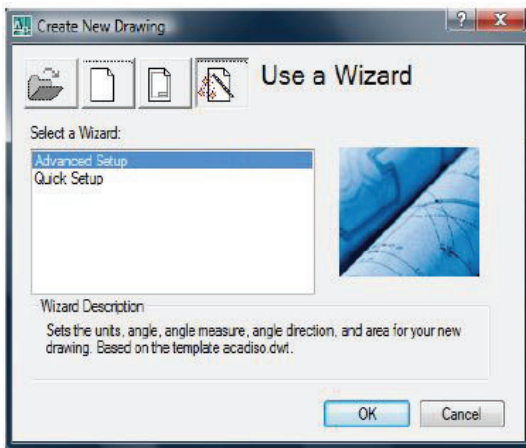 Create New Drawing
Use a Wizard
Select a Wizard:
Advanced Setup
Quick Setup
Wizard Description
Sets the units, angle, angle measure, angle direction, and area for your new
drawing. Based on the template acadiso.dwt.
OK
Cancel